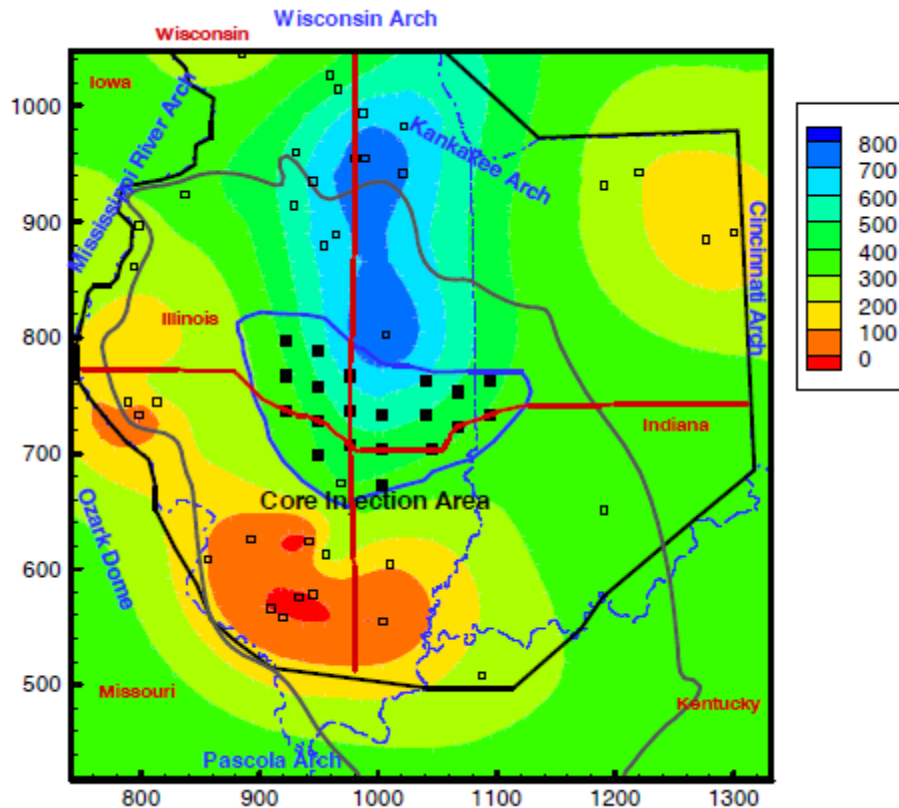 Wisconsin Arch
Wisconsin
Iowa
Mississippi River Arch
Kankakee Arch
Cincinnati Arch
Illinois
Indiana
Core Injection Area
Ozark Dome
Missouri
Kentucky
Pascola Arch
1000
900
800
700
600
500
800
900
1000
1100
1200
1300
800
700
600
500
400
300
200
100
0